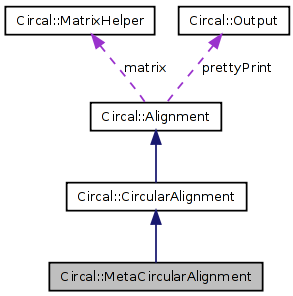 Circal::MatrixHelper Circal::Output
matrix prettyPrint
Circal::Alignment
Circal::CircularAlignment
Circal::MetaCircularAlignment